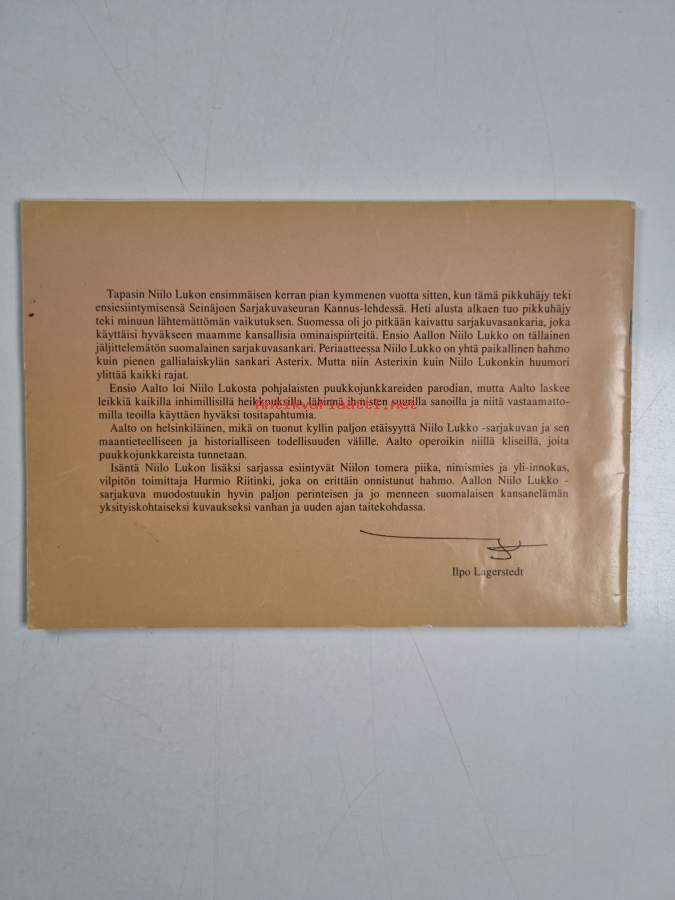 Tapasin Niilo Lukon ensimmäisen kerran pian kymmenen vuotta sitten, kun tämä pikkuhäjy teki
ensiesiintymisensä Seinäjoen Sarjakuvaseuran Kannus-lehdessä. Heti alusta alkaen tuo pikkuhäjy
teki minuun lähtemättömän vaikutuksen. Suomessa oli jo pitkään kaivattu sarjakuvasankaria, joka
käyttäisi hyväkseen maamme kansallisia ominaispiirteitä. Ensio Aallon Niilo Lukko on tällainen
jäljittelemätön suomalainen sarjakuvasankari. Periaatteessa Niilo Lukko on yhtä paikallinen hahmo
kuin pienen gallialaiskylän sankari Asterix. Mutta niin Asterixin kuin Niilo Lukonkin huumori
ylittää kaikki rajat.
Ensio Aalto loi Niilo Lukosta pohjalaisten puukkojunkkareiden parodian, mutta Aalto laskee
leikkiä kaikilla inhimillisillä heikkouksilla, lähinnä ihmisten suurilla sanoilla ja niitä vastaamatto-
milla teoilla käyttäen hyväksi tositapahtumia.
Aalto on helsinkiläinen, mikä on tuonut kyllin paljon etäisyyttä Niilo Lukko -sarjakuvan ja sen
maantieteelliseen ja historialliseen todellisuuden välille. Aalto operoikin niillä kliseillä, joita
puukkojunkkareista tunnetaan.
Isäntä Niilo Lukon lisäksi sarjassa esiintyvät Niilon tomera piika, nimismies ja yli-innokas,
vilpitön toimittaja Hurmio Riitinki, joka on erittäin onnistunut hahmo. Aallon Niilo Lukko -
sarjakuva muodostuukin hyvin paljon perinteisen ja jo menneen suomalaisen kansanelämän
yksityiskohtaiseksi kuvaukseksi vanhan ja uuden ajan taitekohdassa.
Ilpo Lagerstedt
Antikvariaatti.net